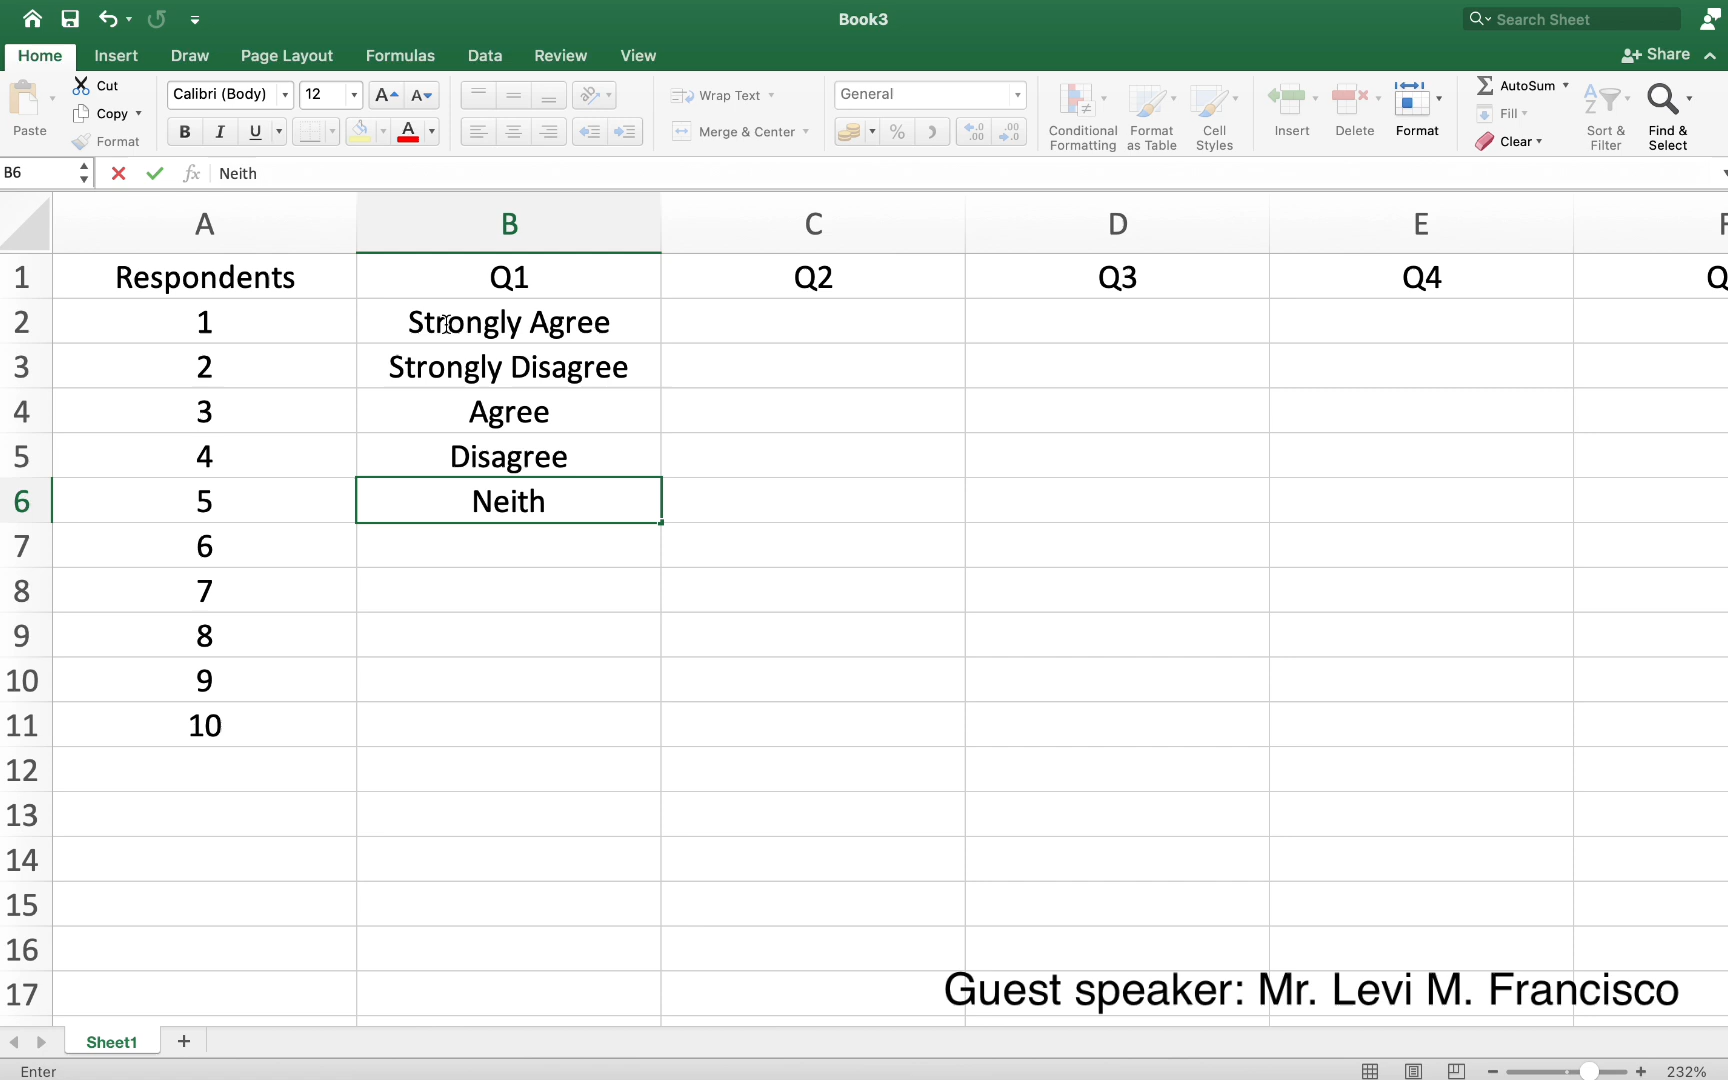 Book3
Search Sheet
Home Insert Draw Page Layout Formulas Data Review View Share
Paste
Cut
Copy
Format
Calibri (Body) 12
B I U A
Wrap Text
Merge & Center
General
Conditional Formatting
Format as Table
Cell Styles
Insert
Delete
Format
AutoSum
Fill
Clear
Sort & Filter
Find & Select
B6 fx Neith
A B C D E F
1 Respondents Q1 Q2 Q3 Q4 Q
2 1 Strongly Agree
3 2 Strongly Disagree
4 3 Agree
5 4 Disagree
6 5 Neith
7 6
8 7
9 8
10 9
11 10
12
13
14
15
16
17
Guest speaker: Mr. Levi M. Francisco
Sheet1 +
Enter 232%